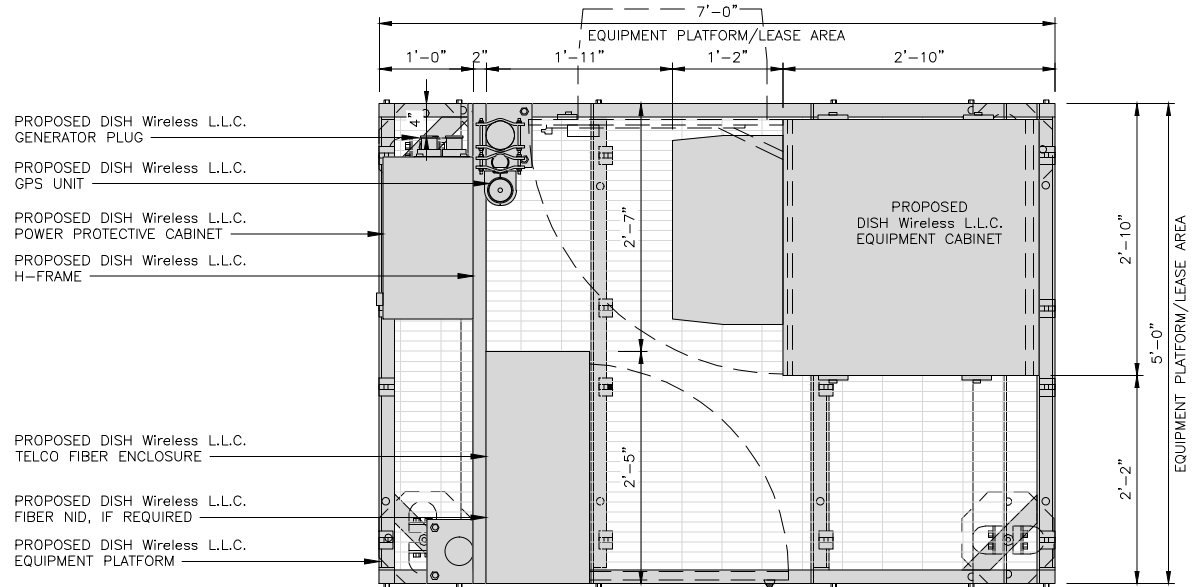 7'-0"
EQUIPMENT PLATFORM/LEASE AREA
1'-0"
2"
1'-11"
1'-2"
2'-10"
PROPOSED DISH Wireless L.L.C.
GENERATOR PLUG
4"
PROPOSED DISH Wireless L.L.C.
GPS UNIT
PROPOSED DISH Wireless L.L.C.
POWER PROTECTIVE CABINET
PROPOSED DISH Wireless L.L.C.
H-FRAME
2'-7"
PROPOSED
DISH Wireless L.L.C.
EQUIPMENT CABINET
2'-10"
5'-0"
EQUIPMENT PLATFORM/LEASE AREA
PROPOSED DISH Wireless L.L.C.
TELCO FIBER ENCLOSURE
2'-5"
2'-2"
PROPOSED DISH Wireless L.L.C.
FIBER NID, IF REQUIRED
PROPOSED DISH Wireless L.L.C.
EQUIPMENT PLATFORM